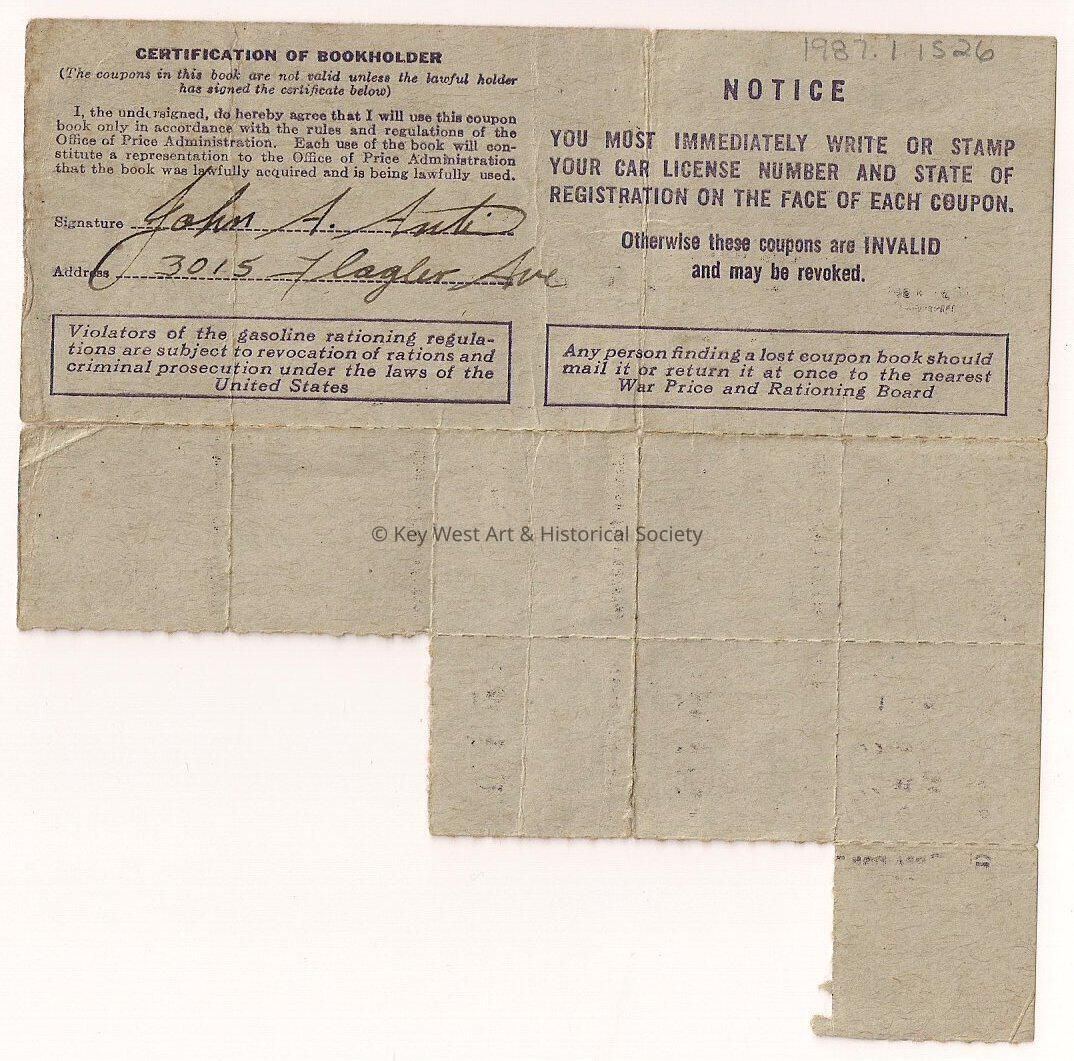 1987.1 1526
CERTIFICATION OF BOOKHOLDER
(The coupons in this book are not valid unless the lawful holder
has signed the certificate below)
I, the undersigned, do hereby agree that I will use this coupon
book only in accordance with the rules and regulations of the
Office of Price Administration. Each use of the book will con-
stitute a representation to the Office of Price Administration
that the book was lawfully acquired and is being lawfully used.
Signature John A.
Address 3015 Flagler Ave
Violators of the gasoline rationing regula-
tions are subject to revocation of rations and
criminal prosecution under the laws of the
United States
NOTICE
YOU MUST IMMEDIATELY WRITE OR STAMP
YOUR CAR LICENSE NUMBER AND STATE OF
REGISTRATION ON THE FACE OF EACH COUPON.
Otherwise these coupons are INVALID
and may be revoked.
Any person finding a lost coupon book should
mail it or return it at once to the nearest
War Price and Rationing Board
© Key West Art & Historical Society